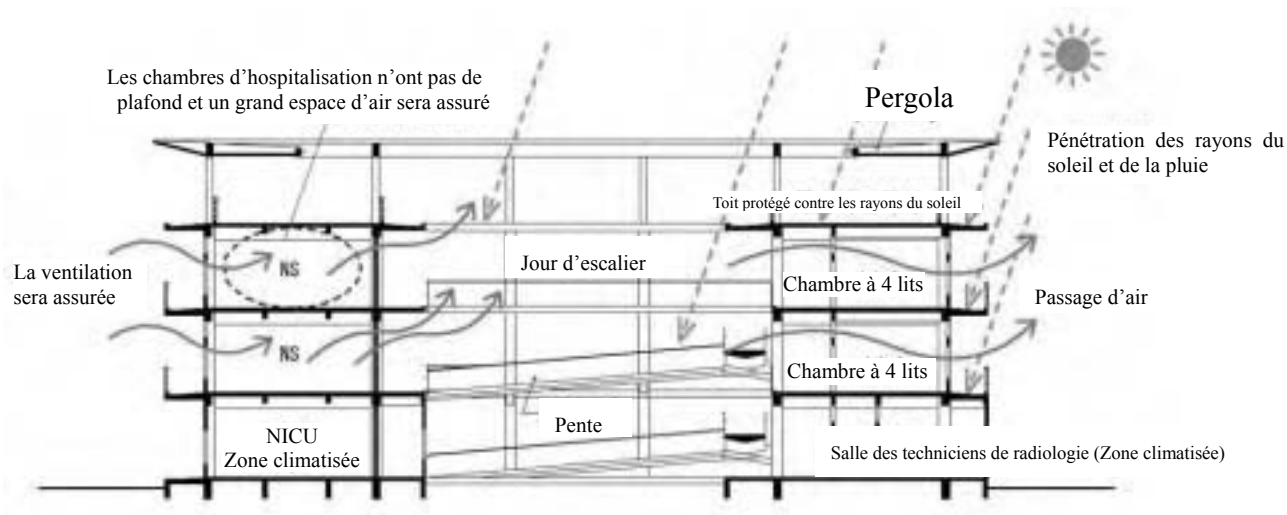 Les chambres d’hospitalisation n’ont pas de
plafond et un grand espace d’air sera assuré
Pergola
Pénétration des rayons du
soleil et de la pluie
Toit protégé contre les rayons du soleil
La ventilation
sera assurée
NS
Jour d’escalier
Chambre à 4 lits
Passage d’air
NS
Chambre à 4 lits
Pente
NICU
Zone climatisée
Salle des techniciens de radiologie (Zone climatisée)